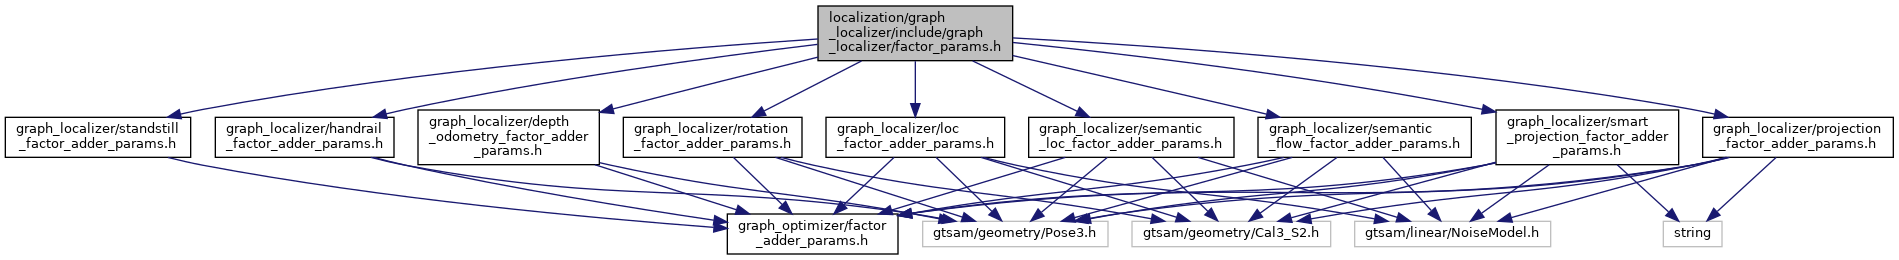 localization/graph
_localizer/include/graph
_localizer/factor_params.h
graph_localizer/standstill
_factor_adder_params.h
graph_localizer/handrail
_factor_adder_params.h
graph_localizer/depth
_odometry_factor_adder
_params.h
graph_localizer/rotation
_factor_adder_params.h
graph_localizer/loc
_factor_adder_params.h
graph_localizer/semantic
_loc_factor_adder_params.h
graph_localizer/semantic
_flow_factor_adder_params.h
graph_localizer/smart
_projection_factor_adder
_params.h
graph_localizer/projection
_factor_adder_params.h
graph_optimizer/factor
_adder_params.h
gtsam/geometry/Pose3.h
gtsam/geometry/Cal3_S2.h
gtsam/linear/NoiseModel.h
string